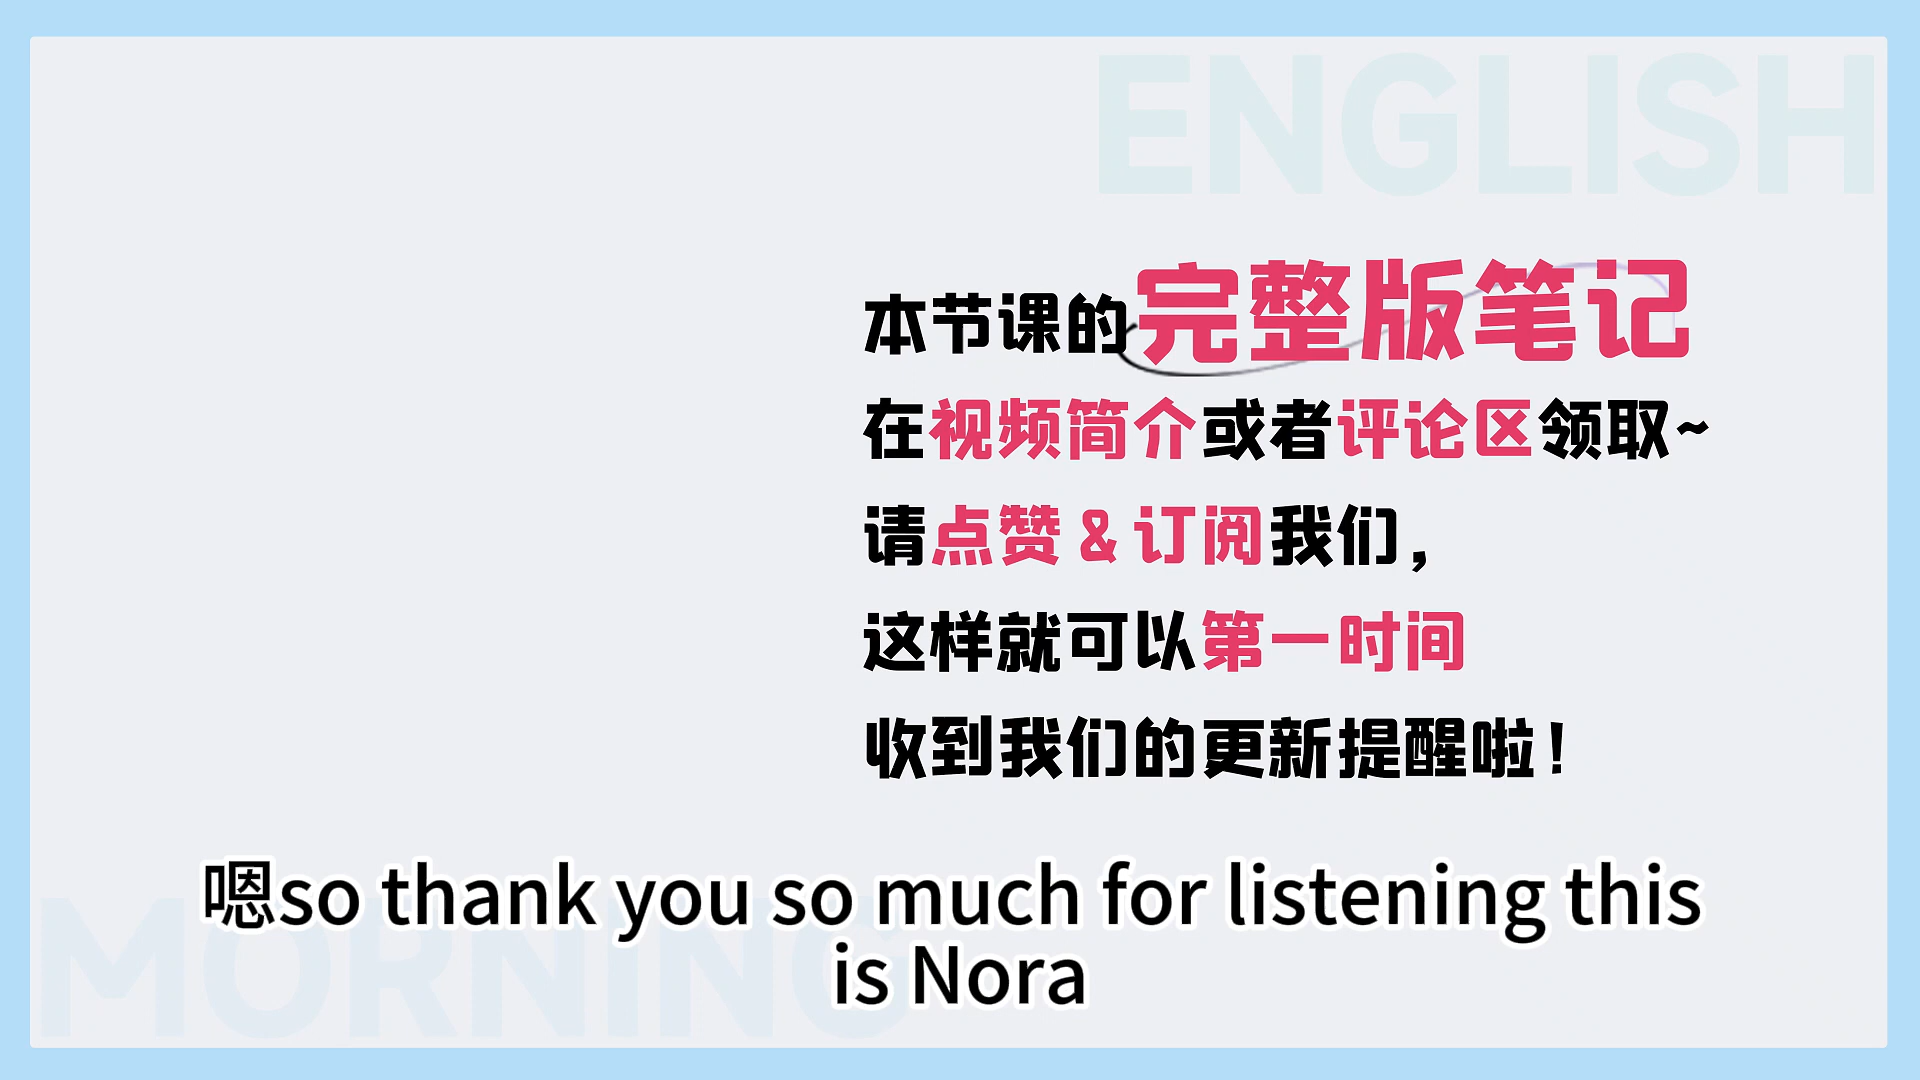 ENGLISH
本节课的完整版笔记
在视频简介或者评论区领取~
请点赞&订阅我们，
这样就可以第一时间
收到我们的更新提醒啦！
嗯so thank you so much for listening this
is Nora
MORNING